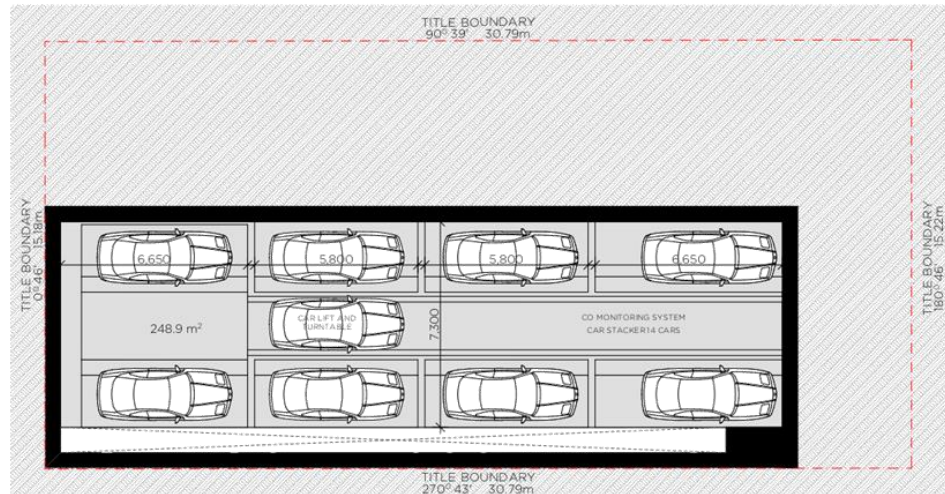 TITLE BOUNDARY
90° 39' 30.79m
TITLE BOUNDARY
0° 46' 15.18m
TITLE BOUNDARY
180° 46' 15.22m
6,650
5,800
5,800
6,650
248.9 m²
CAR LIFT AND
TURNTABLE
7,300
CO MONITORING SYSTEM
CAR STACKER 14 CARS
TITLE BOUNDARY
270° 43' 30.79m